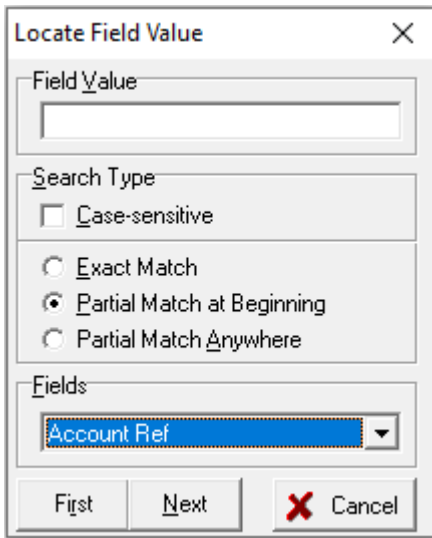 Locate Field Value
Field Value
Search Type
Case-sensitive
Exact Match
Partial Match at Beginning
Partial Match Anywhere
Fields
Account Ref
First Next Cancel